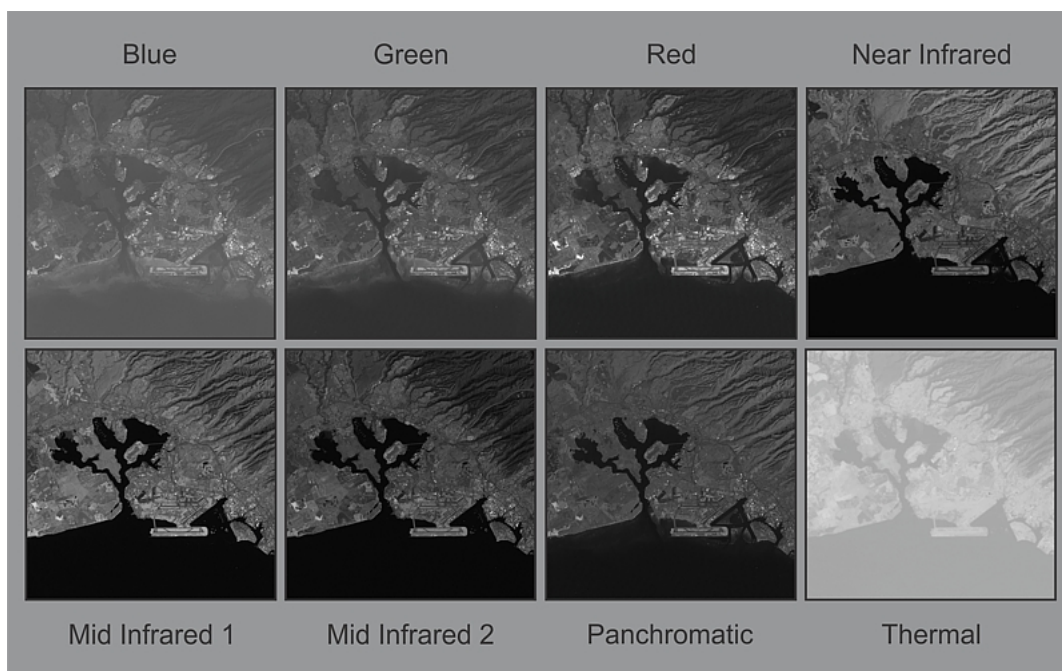 Blue
Green
Red
Near Infrared
Mid Infrared 1
Mid Infrared 2
Panchromatic
Thermal